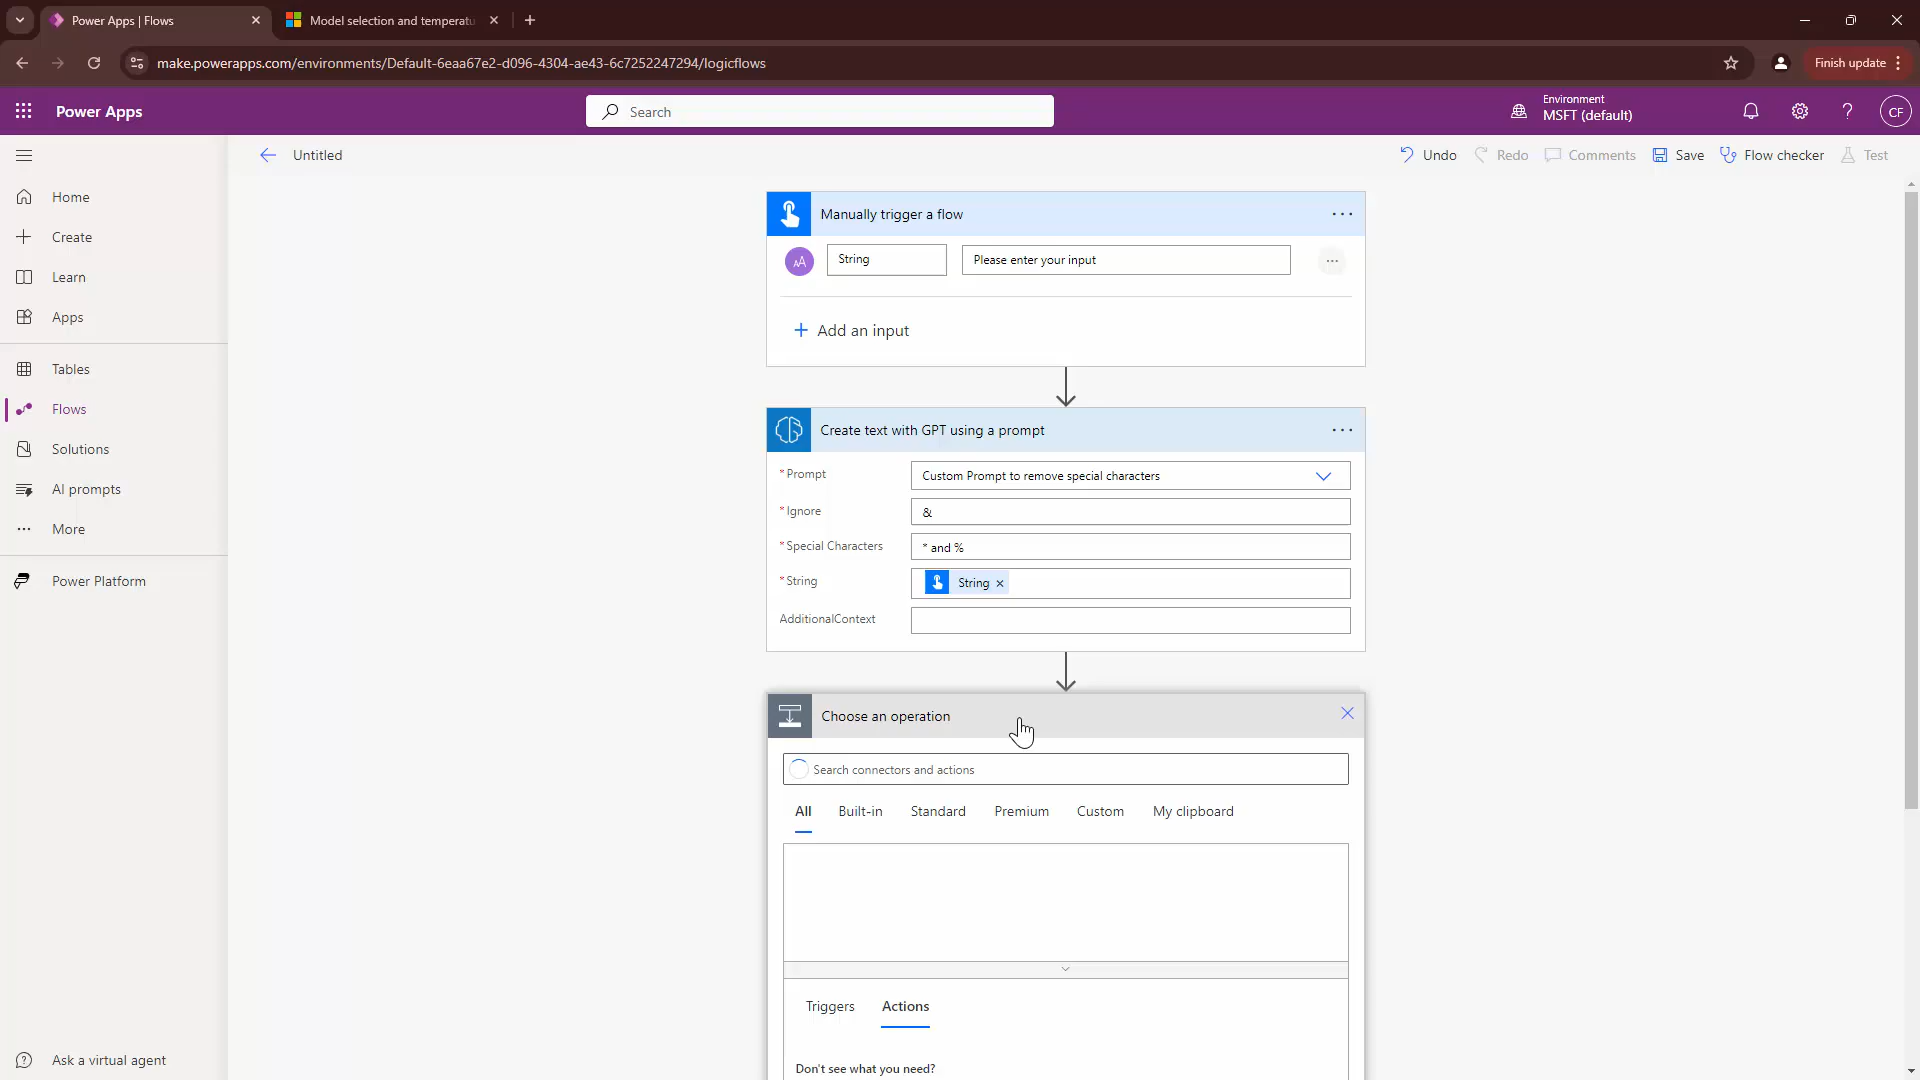 Power Apps | Flows
Model selection and temperatu
make.powerapps.com/environments/Default-6eaa67e2-d096-4304-ae43-6c7252247294/logicflows
Finish update
Power Apps
Search
Environment
MSFT (default)
CF
Untitled
Undo
Redo
Comments
Save
Flow checker
Test
Home
Create
Learn
Apps
Tables
Flows
Solutions
AI prompts
More
Power Platform
Ask a virtual agent
Manually trigger a flow
AA
String
Please enter your input
Add an input
Create text with GPT using a prompt
* Prompt
Custom Prompt to remove special characters
* Ignore
&
* Special Characters
* and %
* String
String
AdditionalContext
Choose an operation
Search connectors and actions
All
Built-in
Standard
Premium
Custom
My clipboard
Triggers
Actions
Don't see what you need?